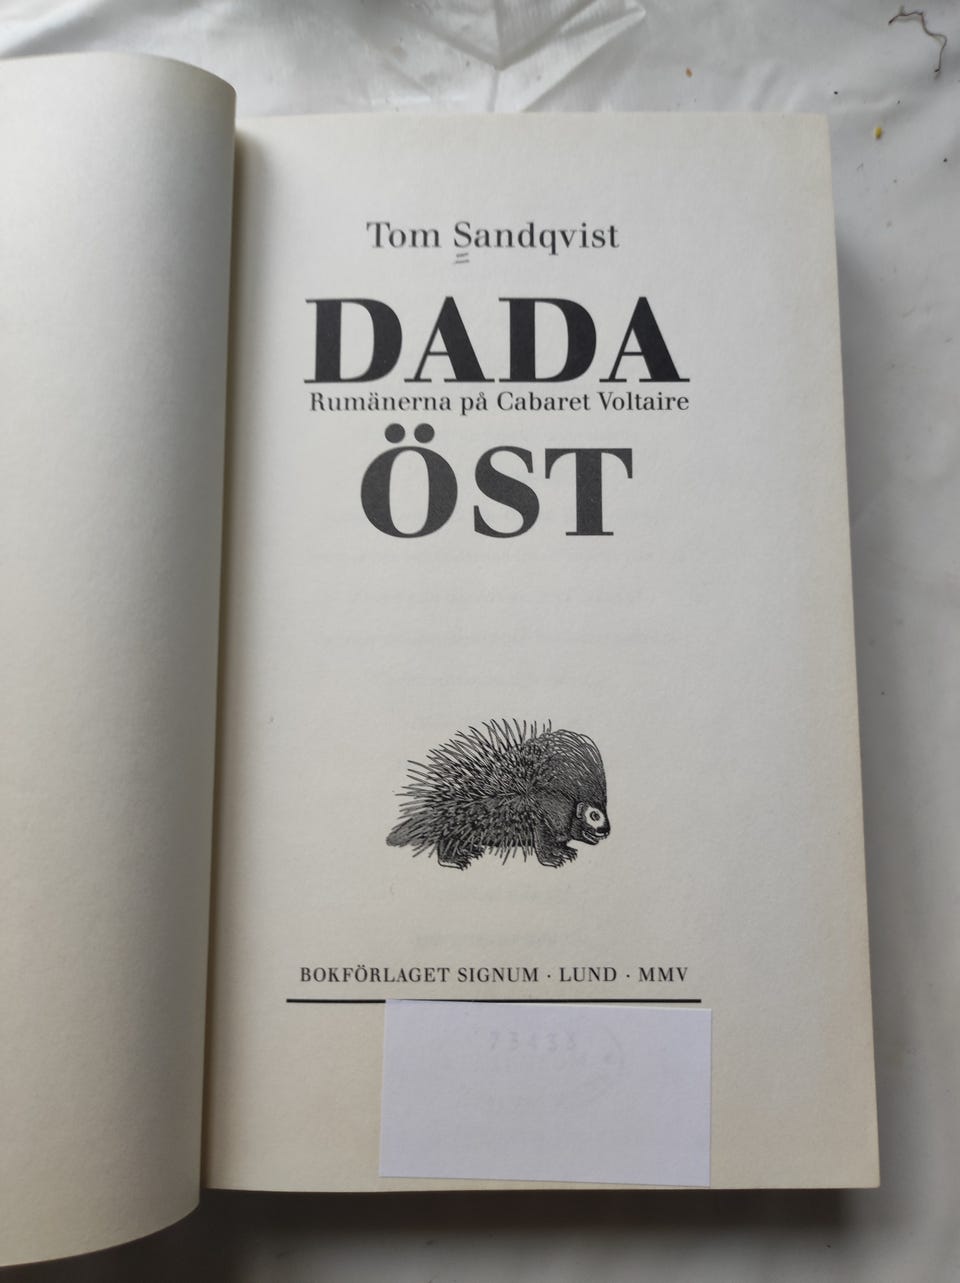 Tom Sandqvist
DADA
Rumänerna på Cabaret Voltaire
ÖST
BOKFÖRLAGET SIGNUM · LUND · MMV